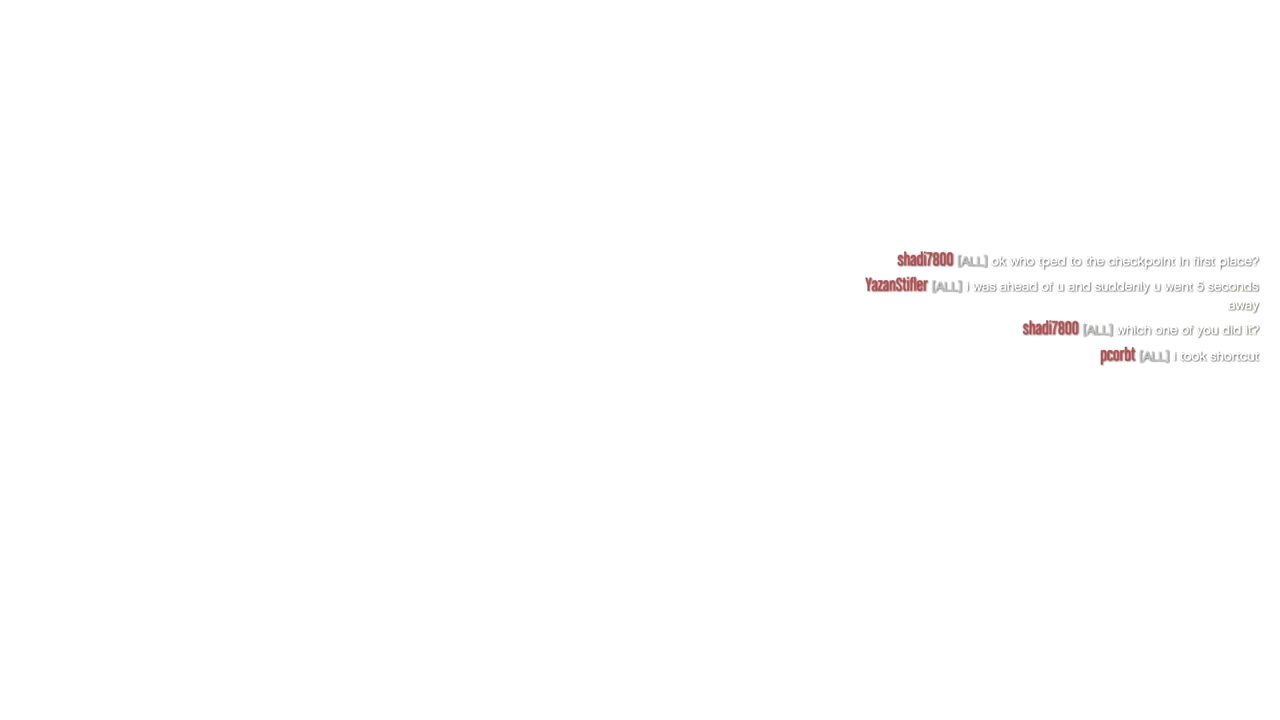 shadi7800 [ALL] ok who tped to the checkpoint in first place?
YazanStifler [ALL] i was ahead of u and suddenly u went 5 seconds
away
shadi7800 [ALL] which one of you did it?
pcorbt [ALL] i took shortcut